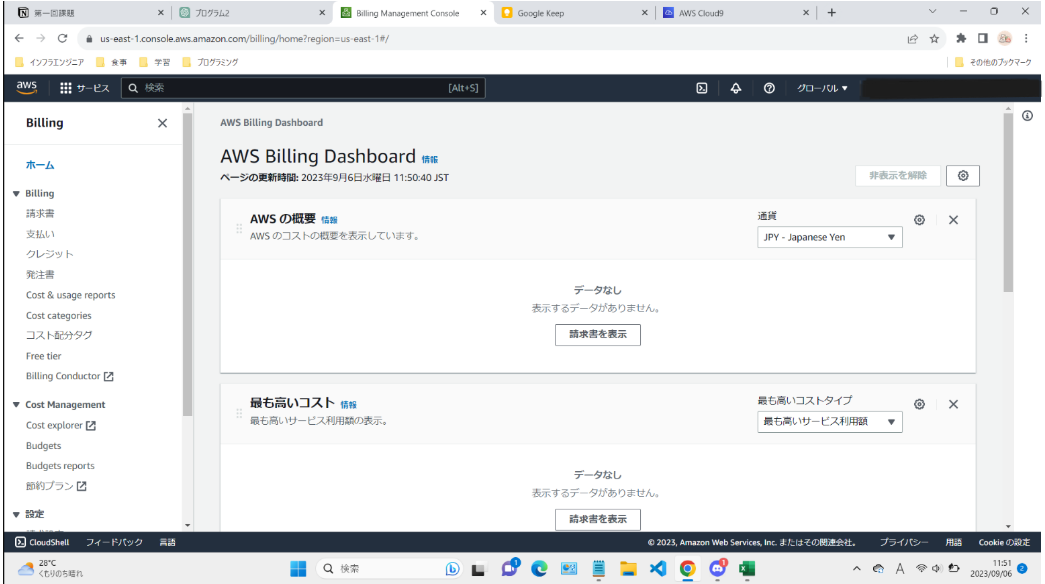 第一回課題
プログラム2
Billing Management Console
Google Keep
AWS Cloud9
us-east-1.console.aws.amazon.com/billing/home?region=us-east-1#/
インフラエンジニア
食事
学習
プログラミング
その他のブックマーク
aws
サービス
検索
[Alt+S]
グローバル ▼
Billing
ホーム
Billing
請求書
支払い
クレジット
発注書
Cost & usage reports
Cost categories
コスト配分タグ
Free tier
Billing Conductor
Cost Management
Cost explorer
Budgets
Budgets reports
節約プラン
設定
AWS Billing Dashboard
AWS Billing Dashboard 情報
ページの更新時間: 2023年9月6日水曜日 11:50:40 JST
非表示を解除
AWS の概要 情報
AWS のコストの概要を表示しています。
通貨
JPY - Japanese Yen
データなし
表示するデータがありません。
請求書を表示
最も高いコスト 情報
最も高いサービス利用額の表示。
最も高いコストタイプ
最も高いサービス利用額
データなし
表示するデータがありません。
請求書を表示
CloudShell
フィードバック
言語
© 2023, Amazon Web Services, Inc. またはその関連会社。
プライバシー
用語
Cookie の設定
28°C
くもりのち晴れ
検索
A
11:51
2023/09/06
2